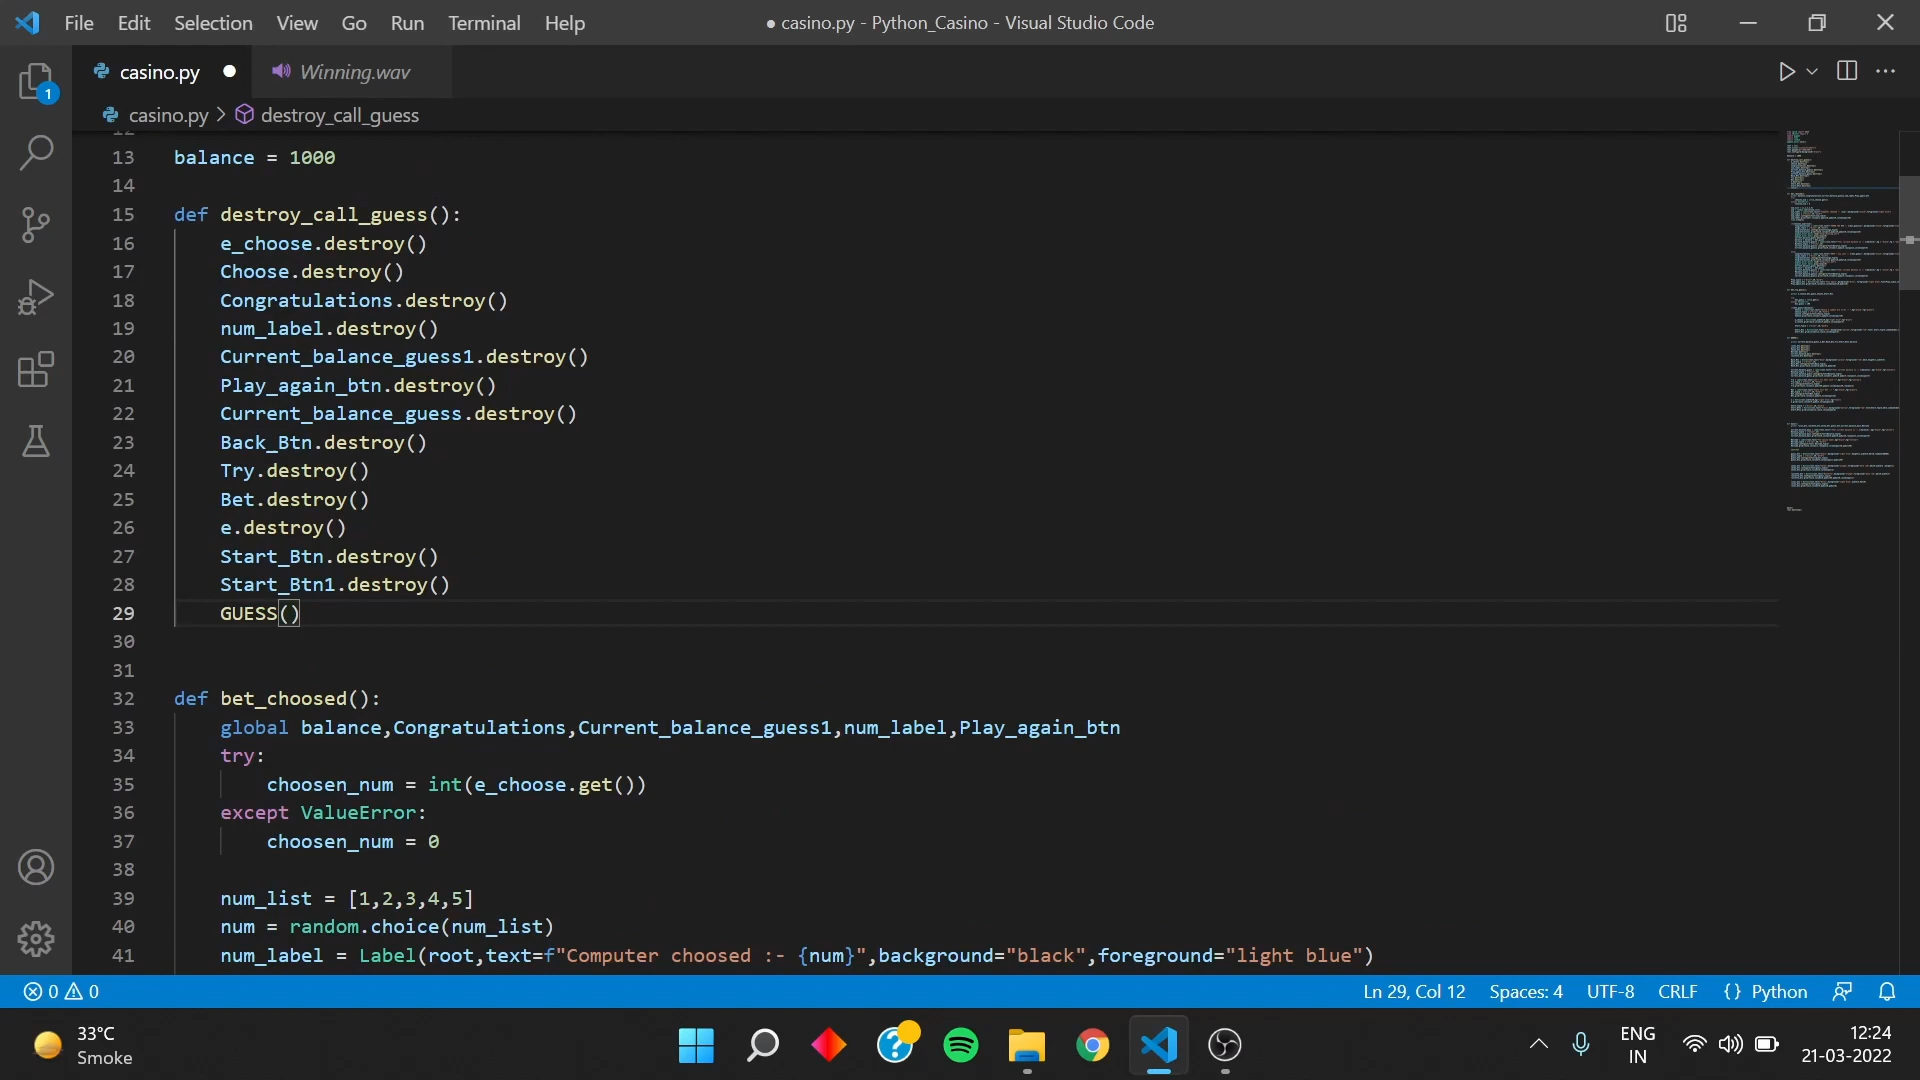 File Edit Selection View Go Run Terminal Help
● casino.py - Python_Casino - Visual Studio Code
casino.py
Winning.wav
casino.py > destroy_call_guess
1
12
13 balance = 1000
14
15 def destroy_call_guess():
16 e_choose.destroy()
17 Choose.destroy()
18 Congratulations.destroy()
19 num_label.destroy()
20 Current_balance_guess1.destroy()
21 Play_again_btn.destroy()
22 Current_balance_guess.destroy()
23 Back_Btn.destroy()
24 Try.destroy()
25 Bet.destroy()
26 e.destroy()
27 Start_Btn.destroy()
28 Start_Btn1.destroy()
29 GUESS()
30
31
32 def bet_choosed():
33 global balance,Congratulations,Current_balance_guess1,num_label,Play_again_btn
34 try:
35 choosen_num = int(e_choose.get())
36 except ValueError:
37 choosen_num = 0
38
39 num_list = [1,2,3,4,5]
40 num = random.choice(num_list)
41 num_label = Label(root,text=f"Computer choosed :- {num}",background="black",foreground="light blue")
0 0
Ln 29, Col 12 Spaces: 4 UTF-8 CRLF {} Python
33°C
Smoke
ENG
IN
12:24
21-03-2022